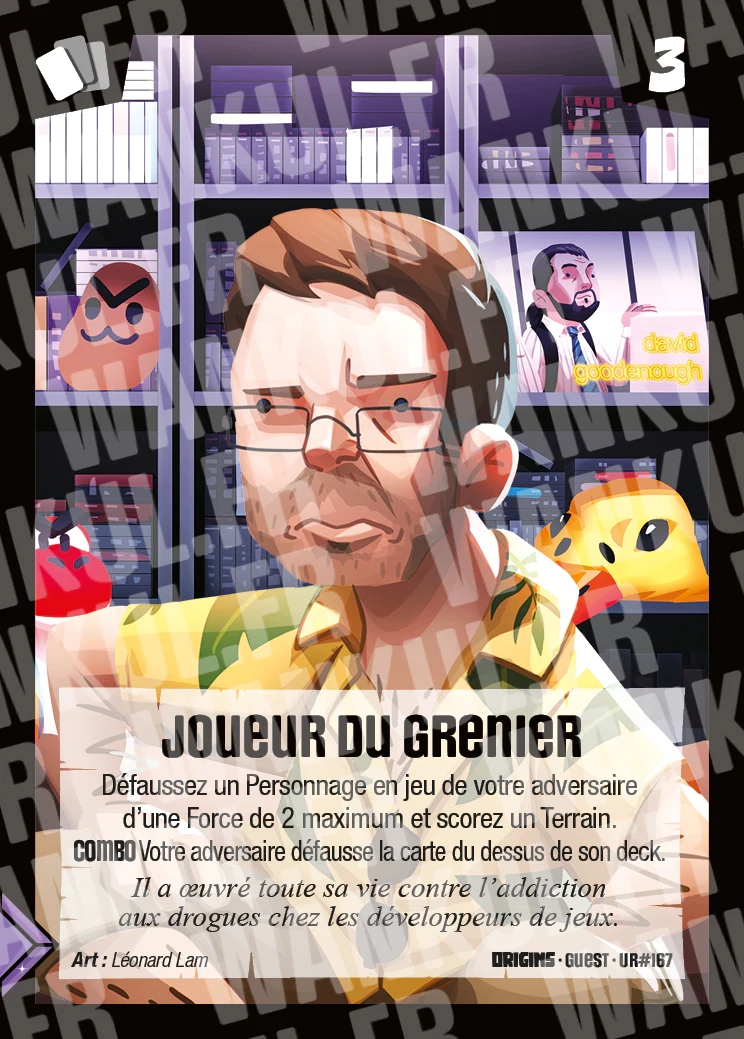 3
david
goodenough
JOUEUR DU GRENIER
Défaussez un Personnage en jeu de votre adversaire
d'une Force de 2 maximum et scorez un Terrain.
COMBO Votre adversaire défausse la carte du dessus de son deck.
Il a œuvré toute sa vie contre l'addiction
aux drogues chez les développeurs de jeux.
Art : Léonard Lam
ORIGINS · GUEST · UR#167
WANKUL.FR